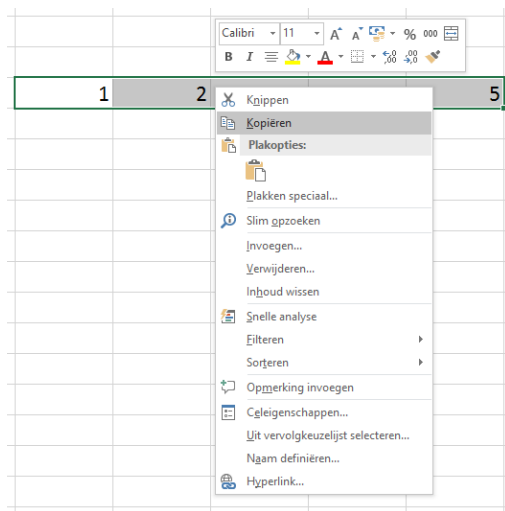 Calibri 11 A A % 000
B I A ,00 ,0
1 2 5
Knippen
Kopiëren
Plakopties:
Plakken speciaal...
Slim opzoeken
Invoegen...
Verwijderen...
Inhoud wissen
Snelle analyse
Filteren
Sorteren
Opmerking invoegen
Celeigenschappen...
Uit vervolgkeuzelijst selecteren...
Naam definiëren...
Hyperlink...